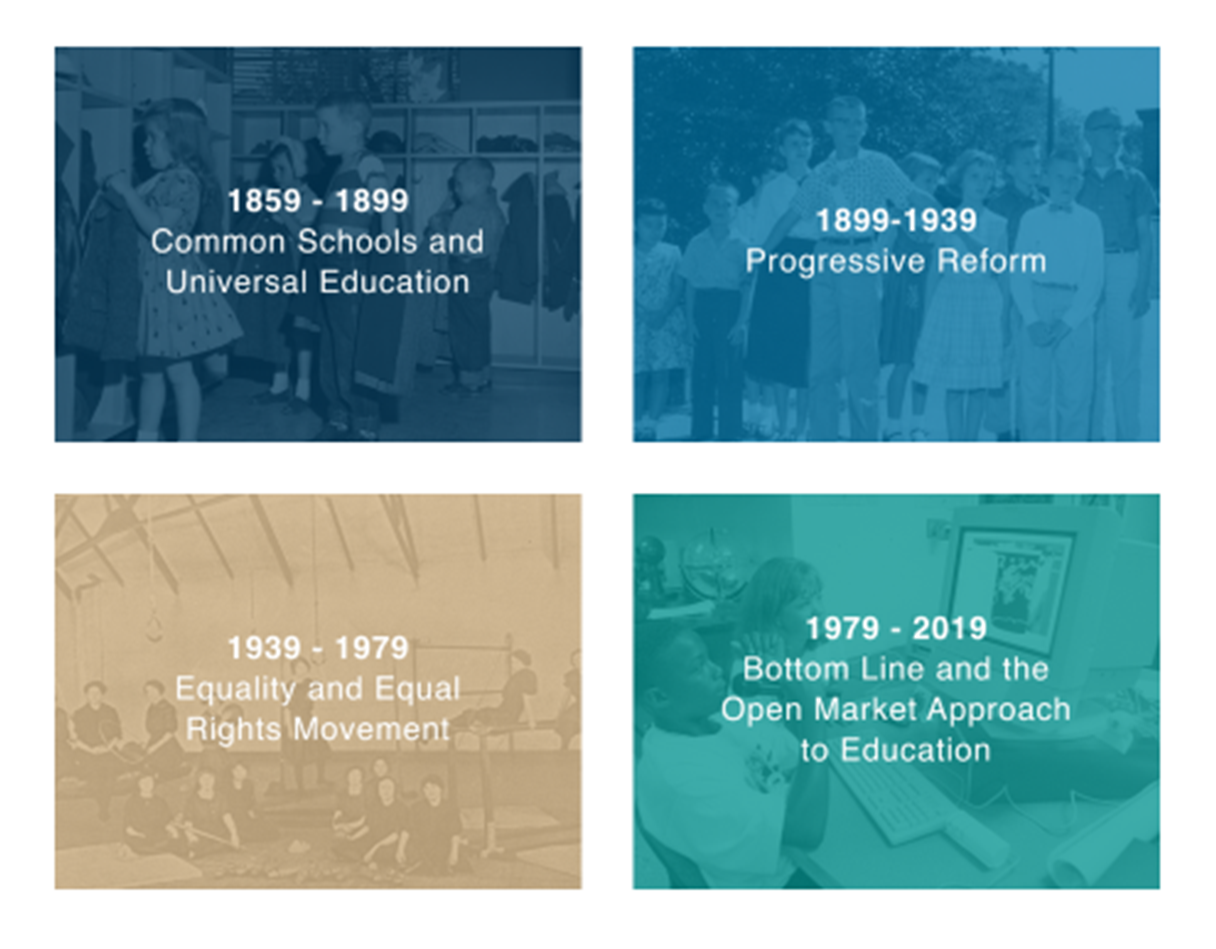 1859 - 1899
Common Schools and
Universal Education
1899-1939
Progressive Reform
1939 - 1979
Equality and Equal
Rights Movement
1979 - 2019
Bottom Line and the
Open Market Approach
to Education